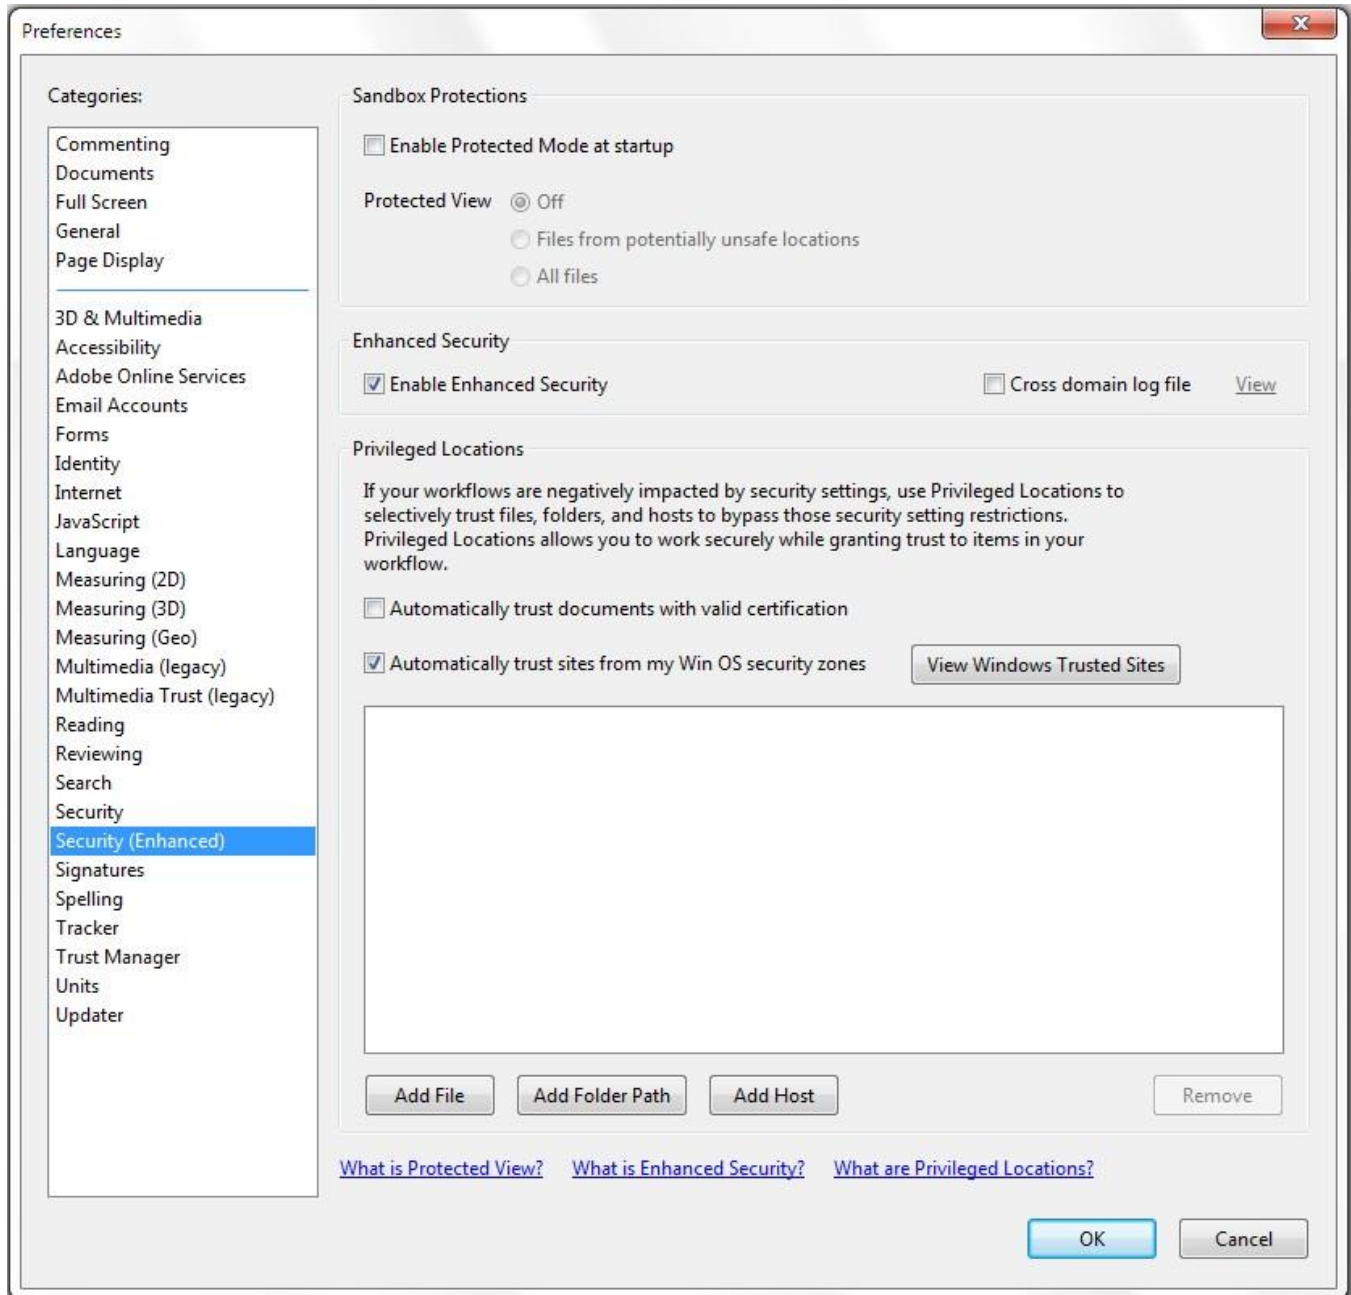 Preferences
Categories:
Commenting
Documents
Full Screen
General
Page Display
3D & Multimedia
Accessibility
Adobe Online Services
Email Accounts
Forms
Identity
Internet
JavaScript
Language
Measuring (2D)
Measuring (3D)
Measuring (Geo)
Multimedia (legacy)
Multimedia Trust (legacy)
Reading
Reviewing
Search
Security
Security (Enhanced)
Signatures
Spelling
Tracker
Trust Manager
Units
Updater
Sandbox Protections
Enable Protected Mode at startup
Protected View Off
Files from potentially unsafe locations
All files
Enhanced Security
Enable Enhanced Security Cross domain log file View
Privileged Locations
If your workflows are negatively impacted by security settings, use Privileged Locations to
selectively trust files, folders, and hosts to bypass those security setting restrictions.
Privileged Locations allows you to work securely while granting trust to items in your
workflow.
Automatically trust documents with valid certification
Automatically trust sites from my Win OS security zones View Windows Trusted Sites
Add File Add Folder Path Add Host Remove
What is Protected View? What is Enhanced Security? What are Privileged Locations?
OK Cancel